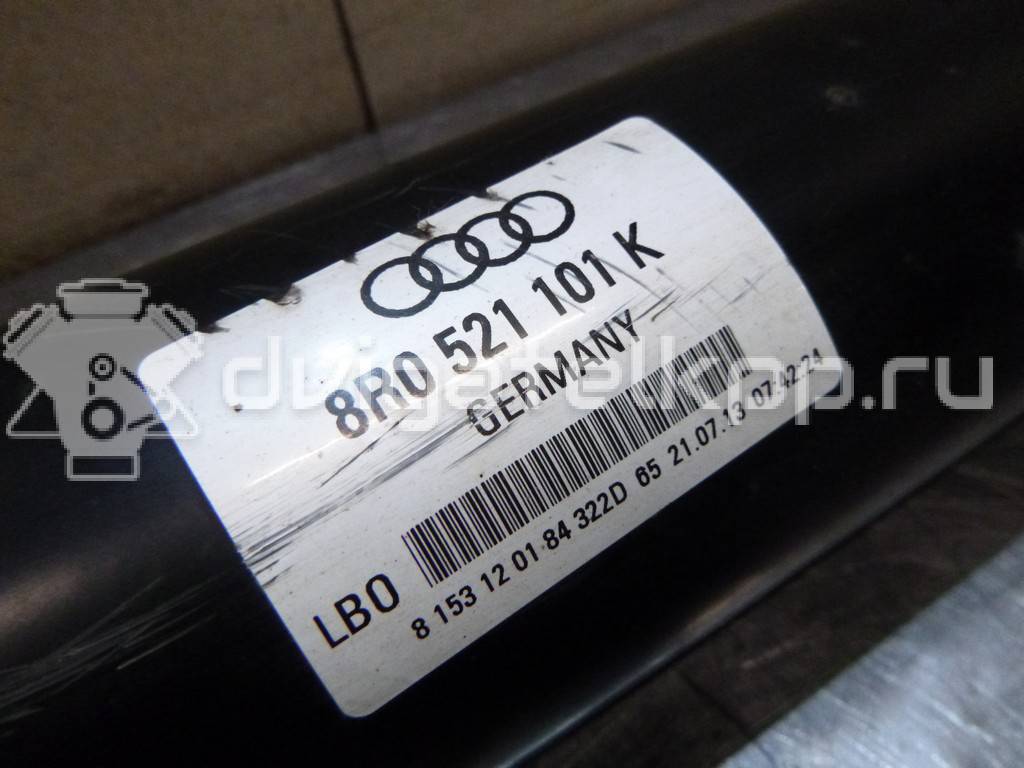 8R0 521 101 K
GERMANY
LB0
8 153 12 01 84 322D 65 21.07.13 07:42:24
dvigatelkop.ru